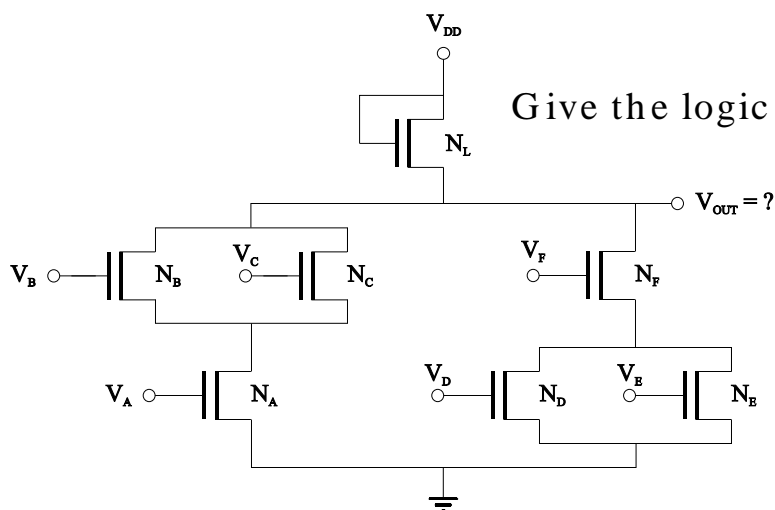 V_DD
Give the logic
N_L
V_OUT = ?
V_B
N_B
V_C
N_C
V_F
N_F
V_A
N_A
V_D
N_D
V_E
N_E